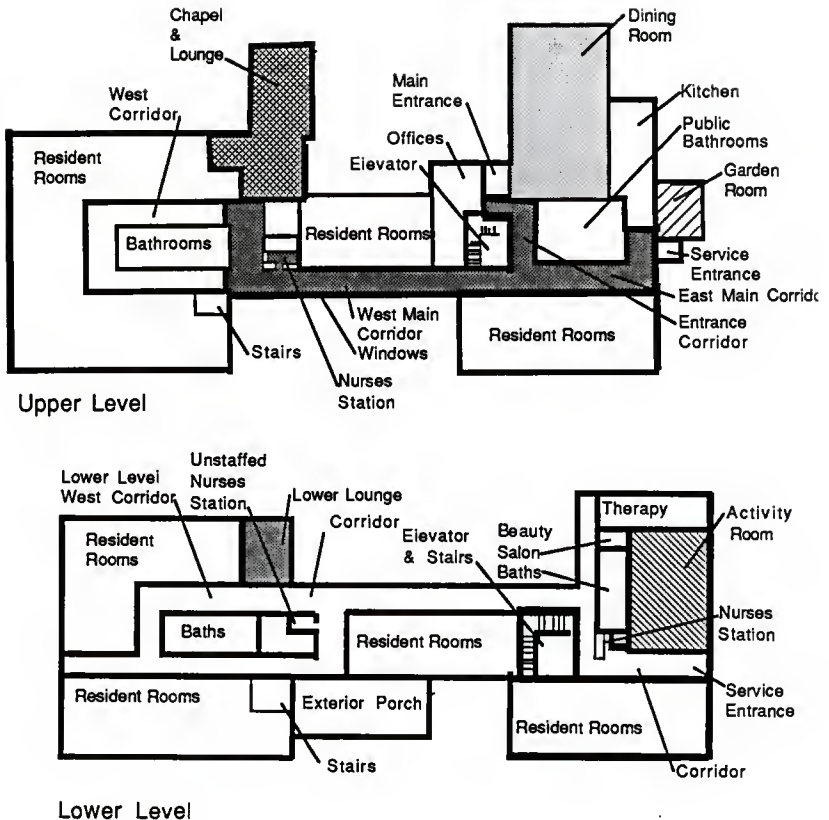 Chapel
&
Lounge
Dining
Room
Main
Entrance
West
Corridor
Kitchen
Public
Bathrooms
Offices
Elevator
Resident
Rooms
Garden
Room
Bathrooms
Resident Rooms
Service
Entrance
East Main Corridc
West Main
Corridor
Windows
Entrance
Corridor
Resident Rooms
Stairs
Nurses
Station
Upper Level
Unstaffed
Nurses
Station
Lower Level
West Corridor
Lower Lounge
Corridor
Therapy
Activity
Room
Resident
Rooms
Elevator
& Stairs
Beauty
Salon
Baths
Baths
Resident Rooms
Nurses
Station
Resident Rooms
Exterior Porch
Service
Entrance
Resident Rooms
Stairs
Corridor
Lower Level